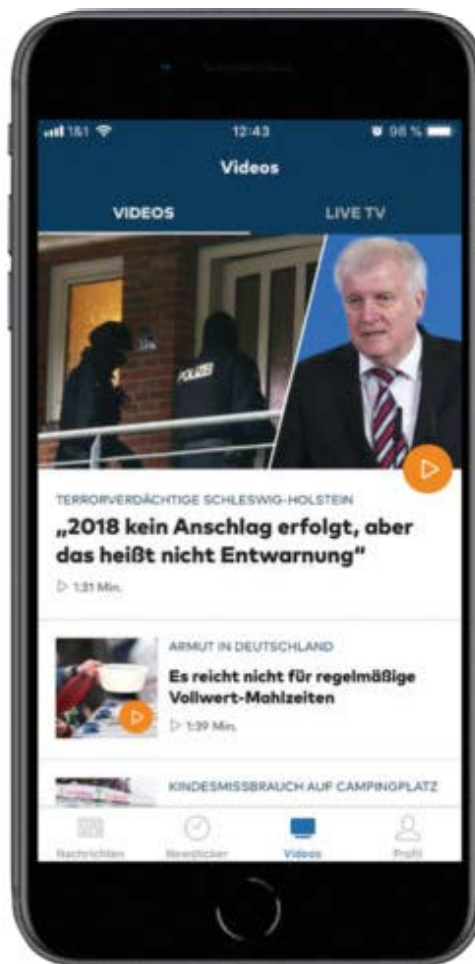 1&1 12:43 98 %
Videos
VIDEOS LIVE TV
POLIZEI
TERRORVERDÄCHTIGE SCHLESWIG-HOLSTEIN
„2018 kein Anschlag erfolgt, aber
das heißt nicht Entwarnung“
1:31 Min.
ARMUT IN DEUTSCHLAND
Es reicht nicht für regelmäßige
Vollwert-Mahlzeiten
1:39 Min.
KINDESMISSBRAUCH AUF CAMPINGPLATZ
Nachrichten Newsticker Videos Profil